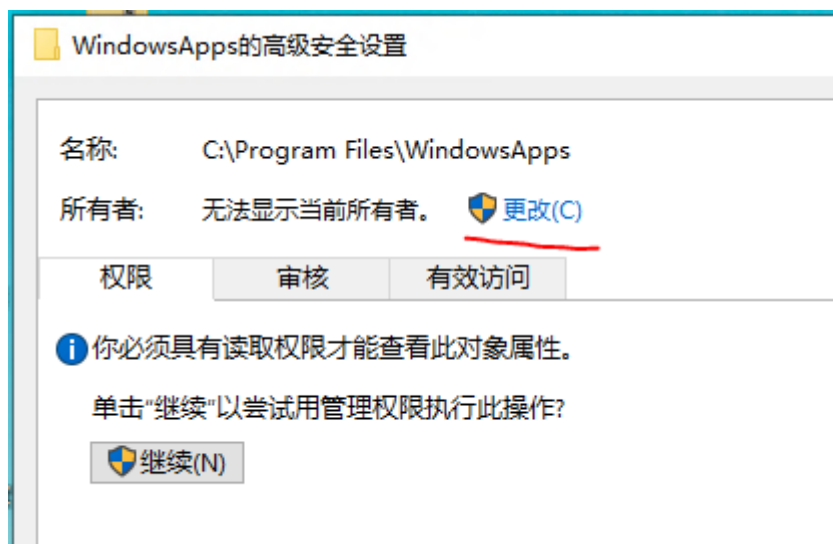 WindowsApps的高级安全设置
名称: C:\Program Files\WindowsApps
所有者: 无法显示当前所有者。 更改(C)
权限 审核 有效访问
你必须具有读取权限才能查看此对象属性。
单击"继续"以尝试用管理权限执行此操作?
继续(N)